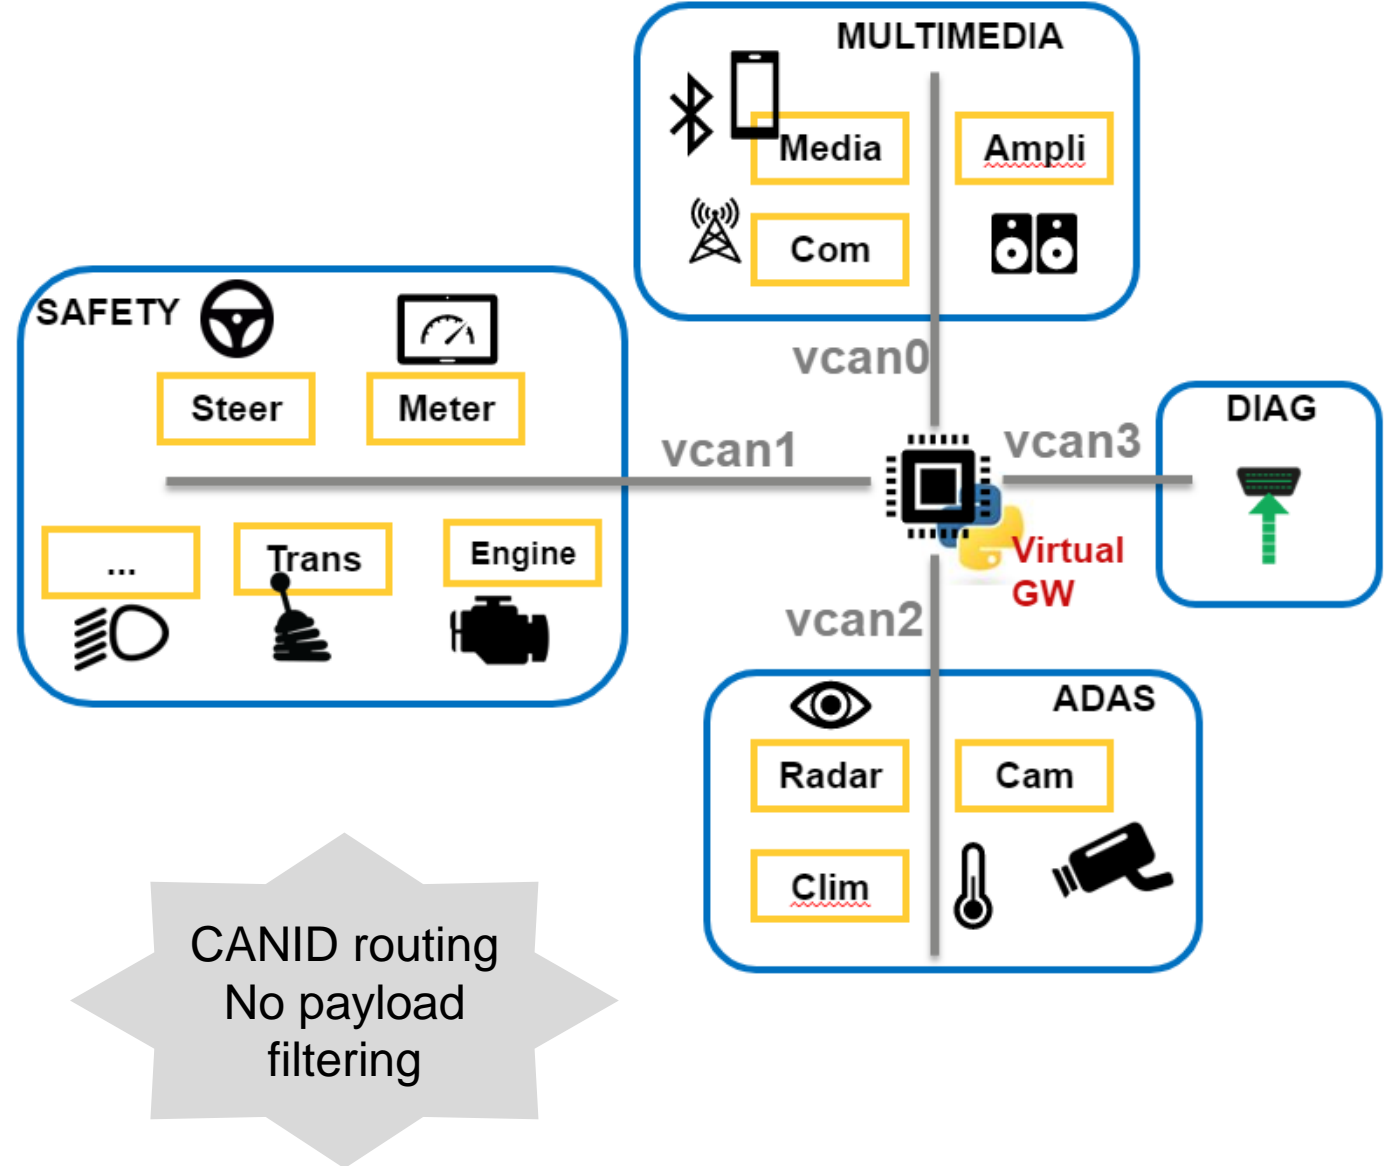 MULTIMEDIA
Media
Ampli
Com
SAFETY
Steer
Meter
vcan0
vcan1
vcan3
DIAG
...
Trans
Engine
Virtual
GW
vcan2
ADAS
Radar
Cam
Clim
CANID routing
No payload
filtering